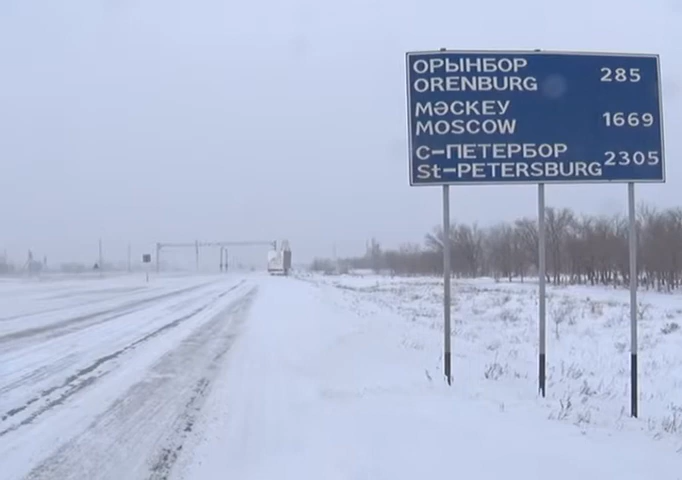 ОРЫНБОР 285
ORENBURG
МӘСКЕУ 1669
MOSCOW
С-ПЕТЕРБОР 2305
St-PETERSBURG